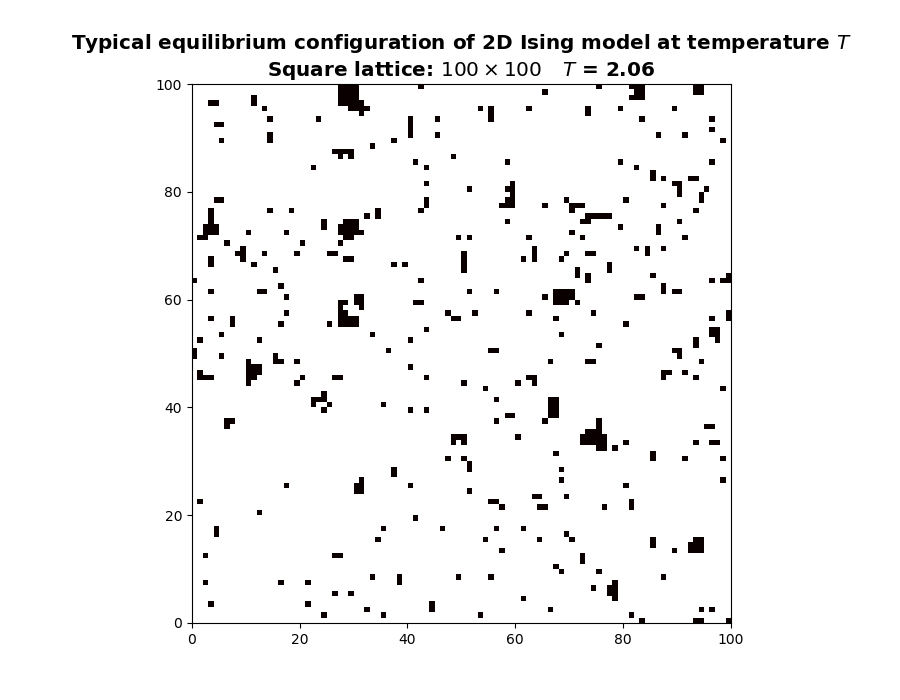 Typical equilibrium configuration of 2D Ising model at temperature T
Square lattice: 100 × 100 T = 2.06
100
80
60
40
20
0
0 20 40 60 80 100